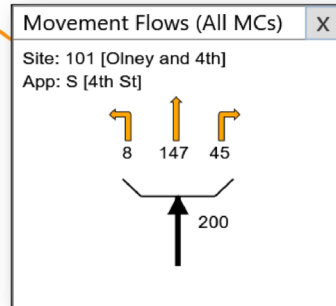 Movement Flows (All MCs) X
Site: 101 [Olney and 4th]
App: S [4th St]
8 147 45
200